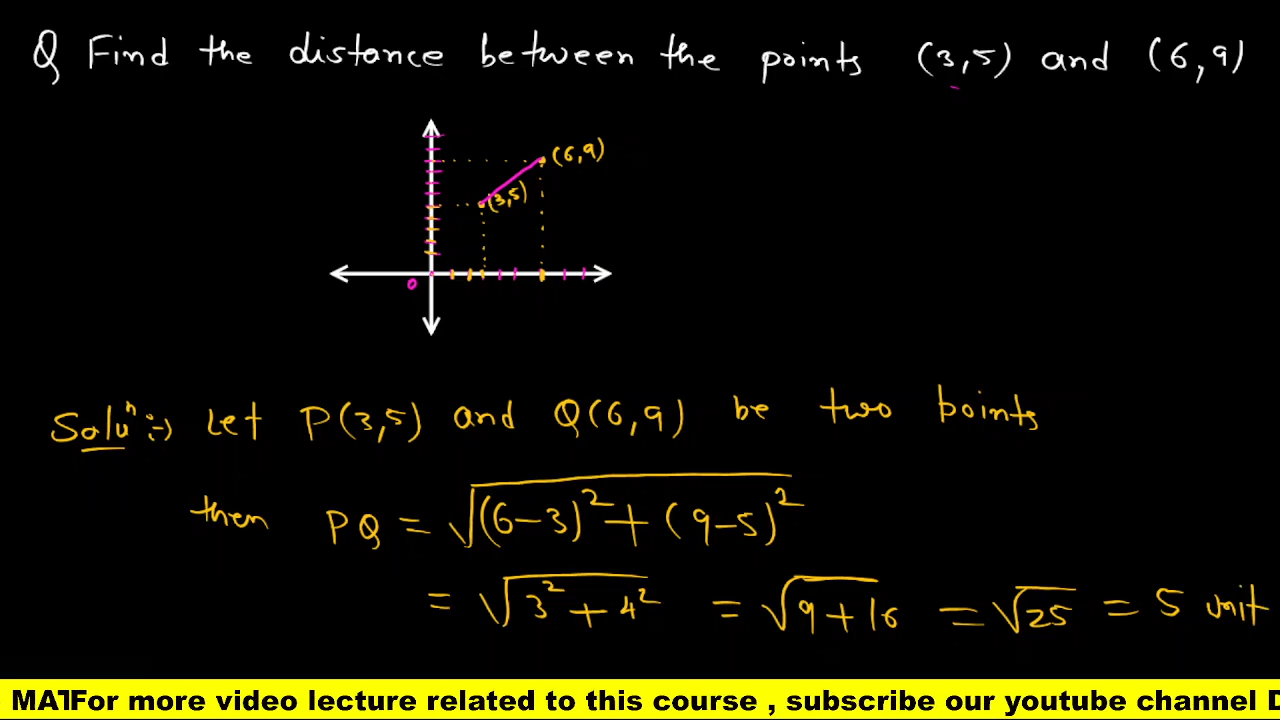 Q Find the distance between the points (3,5) and (6,9)
(6,9)
(3,5)
0
Soluⁿ :-) Let P(3,5) and Q(6,9) be two points
then PQ = √(6-3)² + (9-5)²
= √3² + 4² = √9+16 = √25 = 5 unit
For more video lecture related to this course , subscribe our youtube channel D